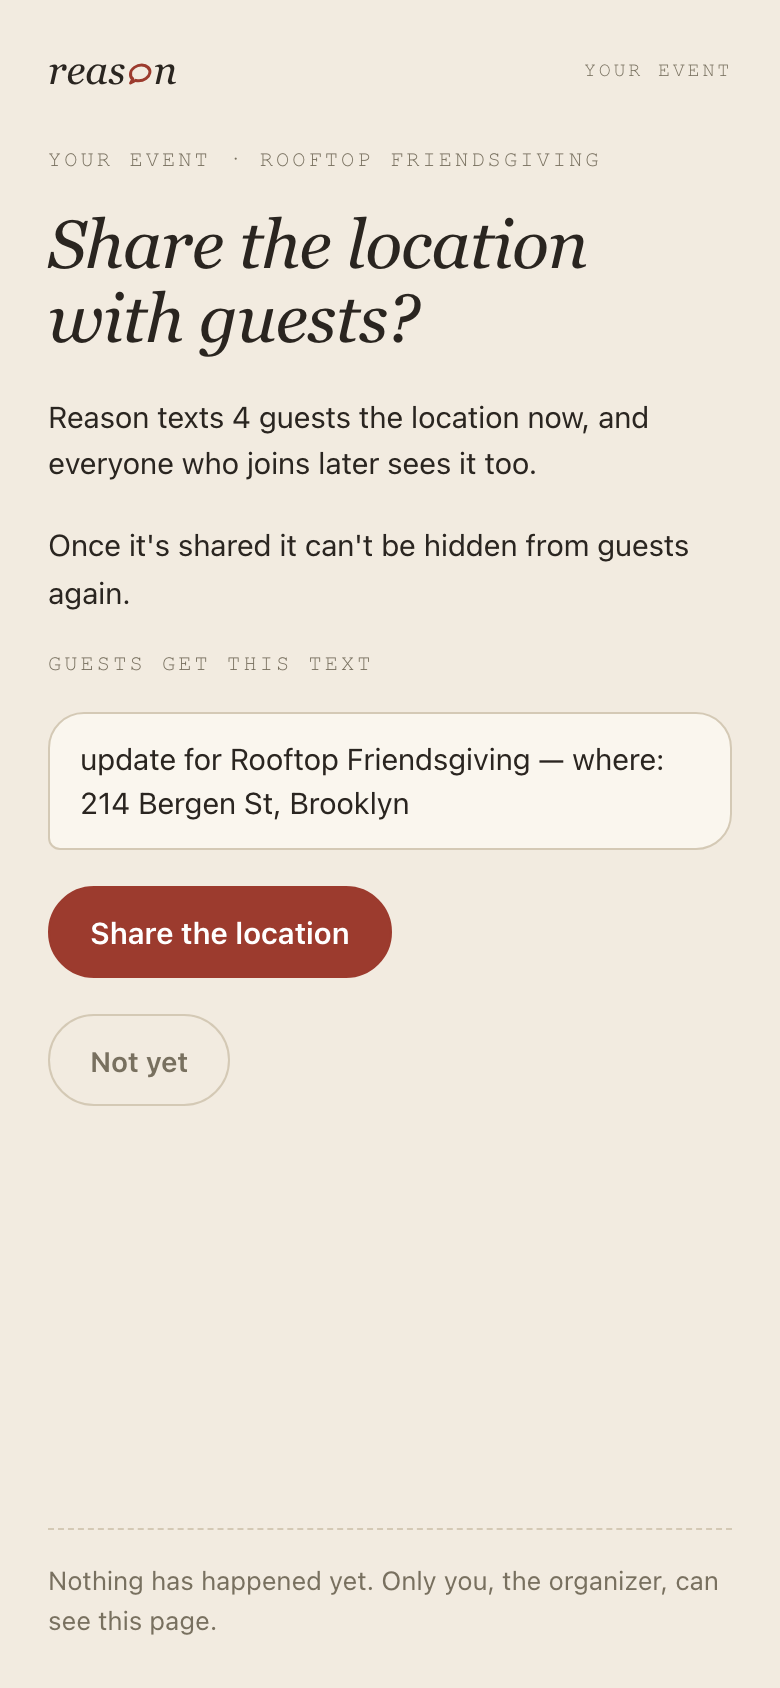 reason
YOUR EVENT
YOUR EVENT · ROOFTOP FRIENDSGIVING
Share the location
with guests?
Reason texts 4 guests the location now, and
everyone who joins later sees it too.
Once it's shared it can't be hidden from guests
again.
GUESTS GET THIS TEXT
update for Rooftop Friendsgiving — where:
214 Bergen St, Brooklyn
Share the location
Not yet
Nothing has happened yet. Only you, the organizer, can
see this page.